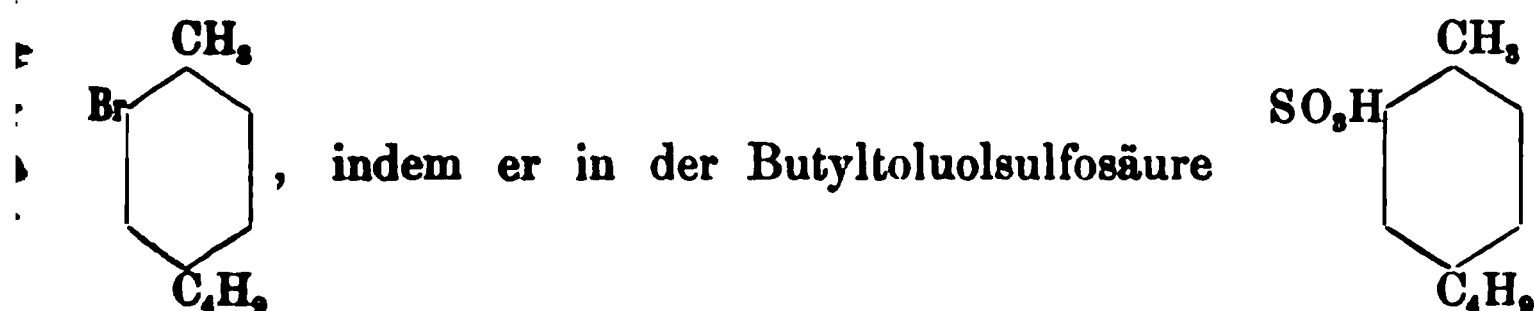 CH₃ CH₃
Br SO₃H
, indem er in der Butyltoluolsulfosäure
C₄H₉ C₄H₉